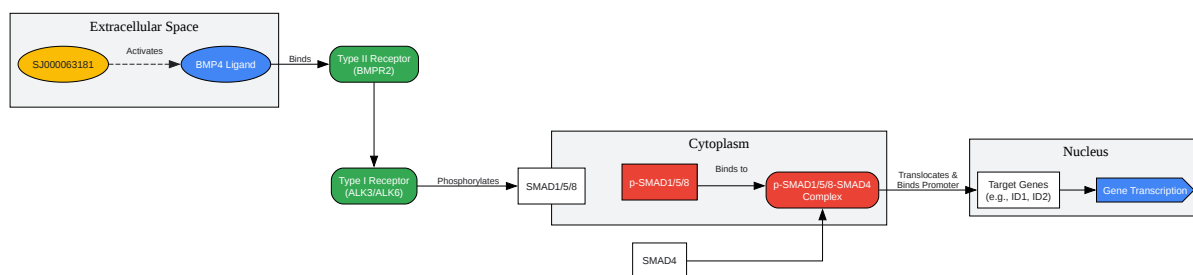 Extracellular Space
SJ000063181
Activates
BMP4 Ligand
Binds
Type II Receptor
(BMPR2)
Type I Receptor
(ALK3/ALK6)
Phosphorylates
SMAD1/5/8
Cytoplasm
p-SMAD1/5/8
Binds to
p-SMAD1/5/8-SMAD4
Complex
SMAD4
Translocates &
Binds Promoter
Nucleus
Target Genes
(e.g., ID1, ID2)
Gene Transcription